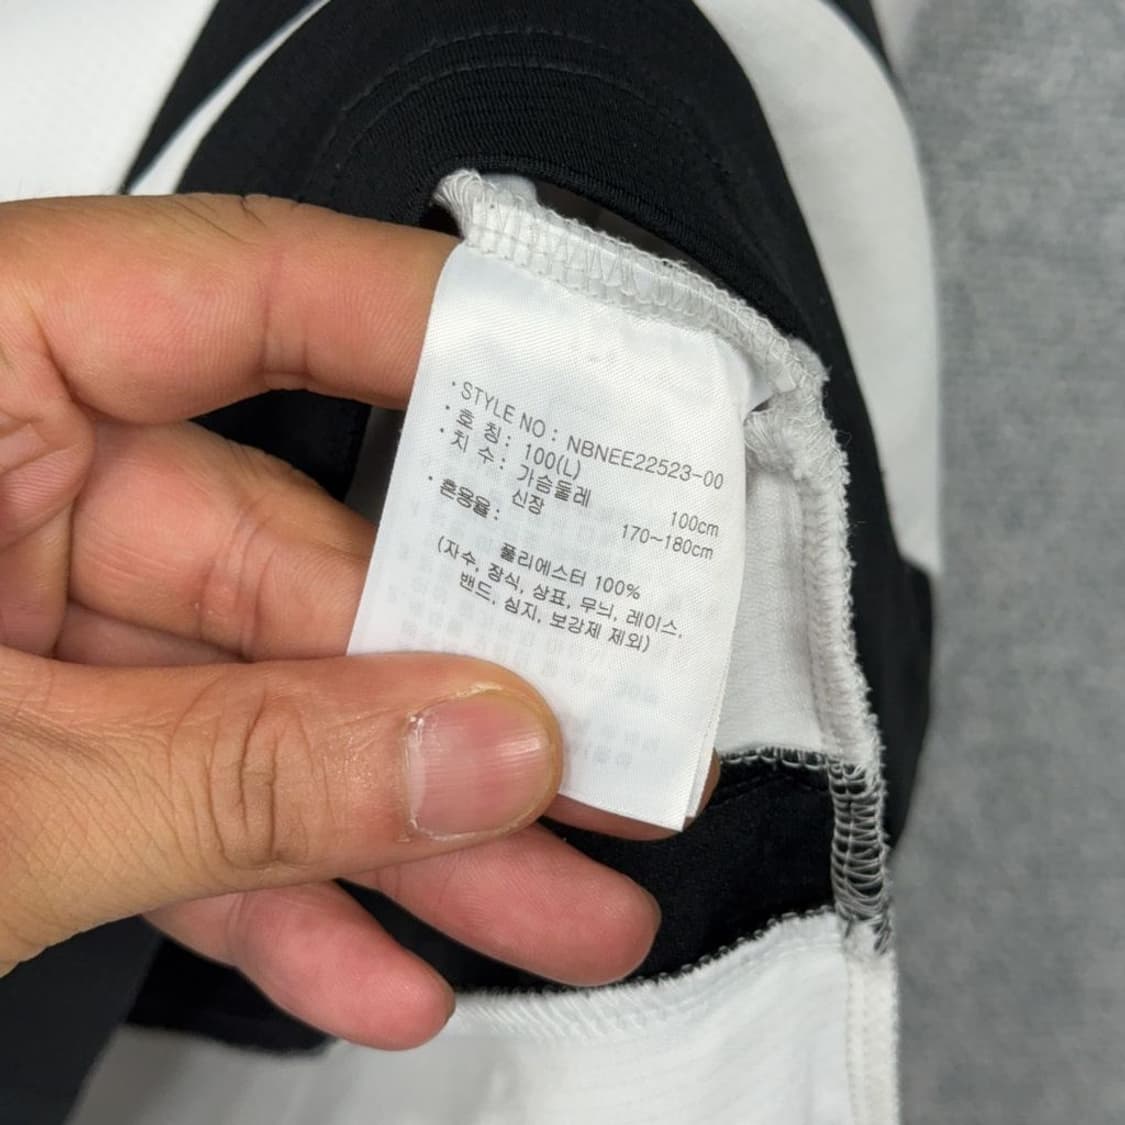 · STYLE NO : NBNEE22523-00
· 호 칭 : 100(L)
· 치 수 : 가슴둘레 100cm
신장 170~180cm
· 혼용율 :
폴리에스터 100%
(자수, 장식, 상표, 무늬, 레이스,
밴드, 심지, 보강제 제외)